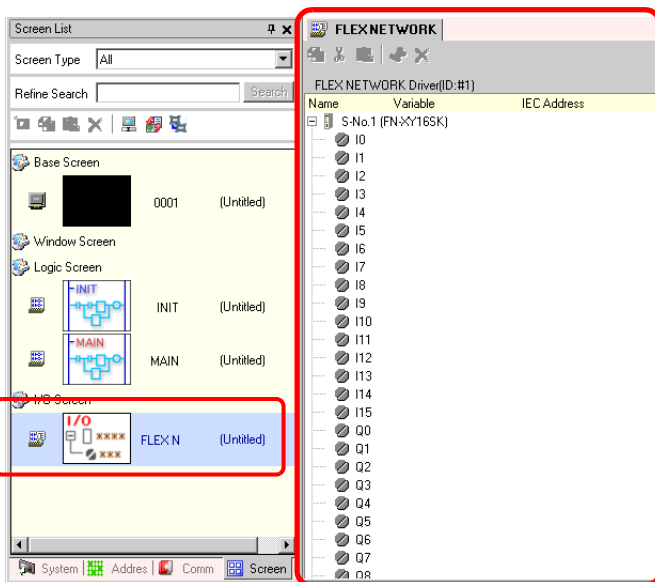 Screen List
Screen Type All
Refine Search Search
Base Screen
0001 (Untitled)
Window Screen
Logic Screen
INIT
INIT (Untitled)
MAIN
MAIN (Untitled)
I/O Screen
I/O
****
***
FLEX N (Untitled)
System Addres Comm Screen
FLEXNETWORK
FLEX NETWORK Driver(ID:#1)
Name Variable IEC Address
S-No.1 (FN-XY16SK)
I0
I1
I2
I3
I4
I5
I6
I7
I8
I9
I10
I11
I12
I13
I14
I15
Q0
Q1
Q2
Q3
Q4
Q5
Q6
Q7
Q8